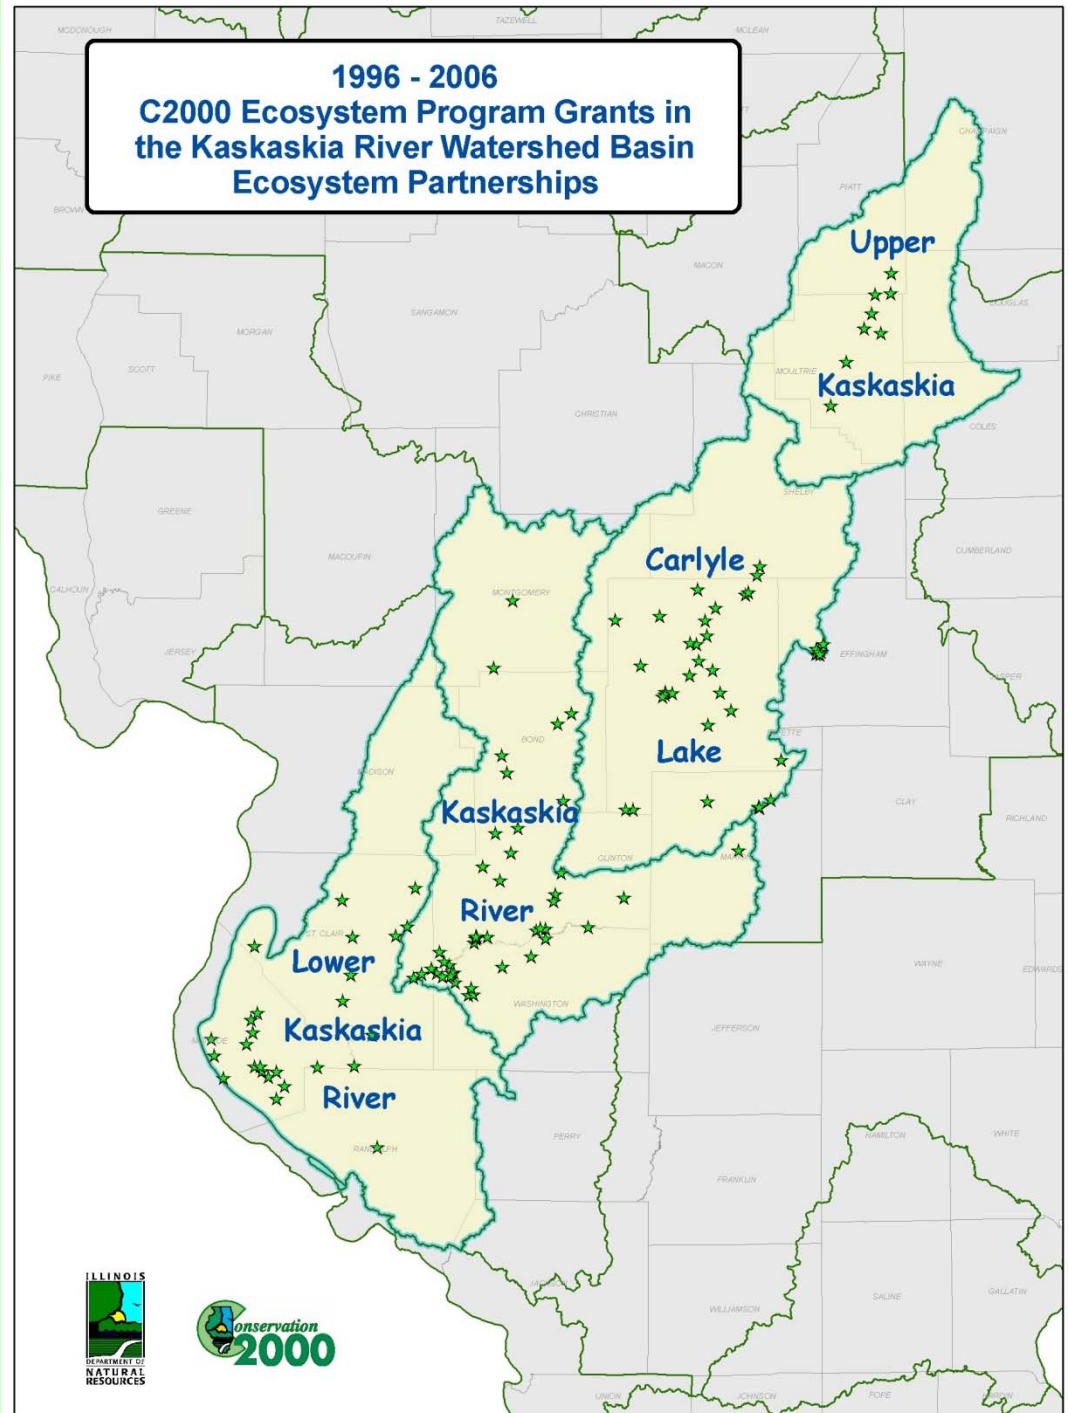 TAZEWELL
MCDONOUGH
MCLEAN
1996 - 2006
C2000 Ecosystem Program Grants in
the Kaskaskia River Watershed Basin
Ecosystem Partnerships
CHAMPAIGN
PIATT
BROWN
Upper
MACON
DOUGLAS
SANGAMON
MORGAN
SCOTT
PIKE
MOULTRIE
Kaskaskia
CHRISTIAN
COLES
SHELBY
GREENE
MACOUPIN
Carlyle
CUMBERLAND
CALHOUN
MONTGOMERY
JERSEY
EFFINGHAM
JASPER
BOND
FAYETTE
Lake
MADISON
CLAY
Kaskaskia
RICHLAND
CLINTON
MARION
River
ST. CLAIR
Lower
WAYNE
EDWARDS
WASHINGTON
Kaskaskia
JEFFERSON
MONROE
River
PERRY
HAMILTON
WHITE
RANDOLPH
FRANKLIN
JACKSON
ILLINOIS
DEPARTMENT OF
NATURAL
RESOURCES
Conservation
2000
WILLIAMSON
SALINE
GALLATIN
UNION
JOHNSON
POPE
HARDIN